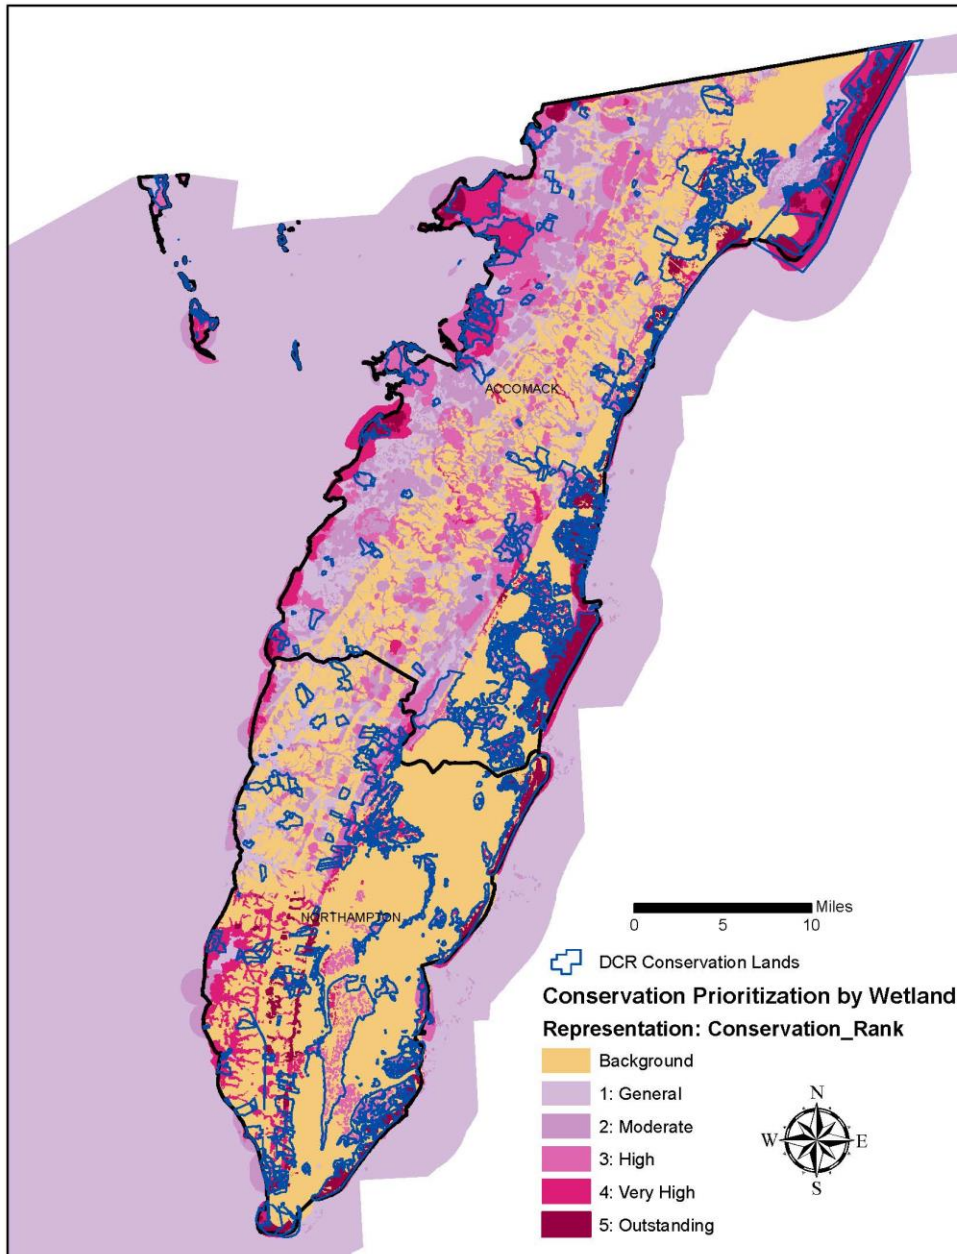 ACCOMACK
NORTHAMPTON
Miles
0 5 10
DCR Conservation Lands
Conservation Prioritization by Wetland
Representation: Conservation_Rank
Background
1: General
2: Moderate
3: High
4: Very High
5: Outstanding
N
W E
S